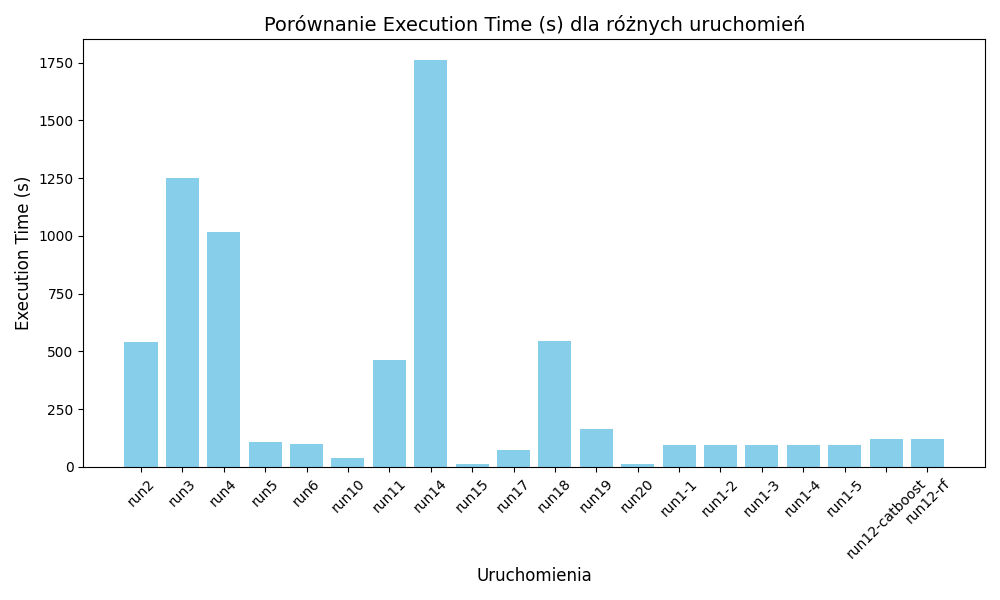 Porównanie Execution Time (s) dla różnych uruchomień
Execution Time (s)
1750
1500
1250
1000
750
500
250
0
run2
run3
run4
run5
run6
run10
run11
run14
run15
run17
run18
run19
run20
run1-1
run1-2
run1-3
run1-4
run1-5
run12-catboost
run12-rf
Uruchomienia